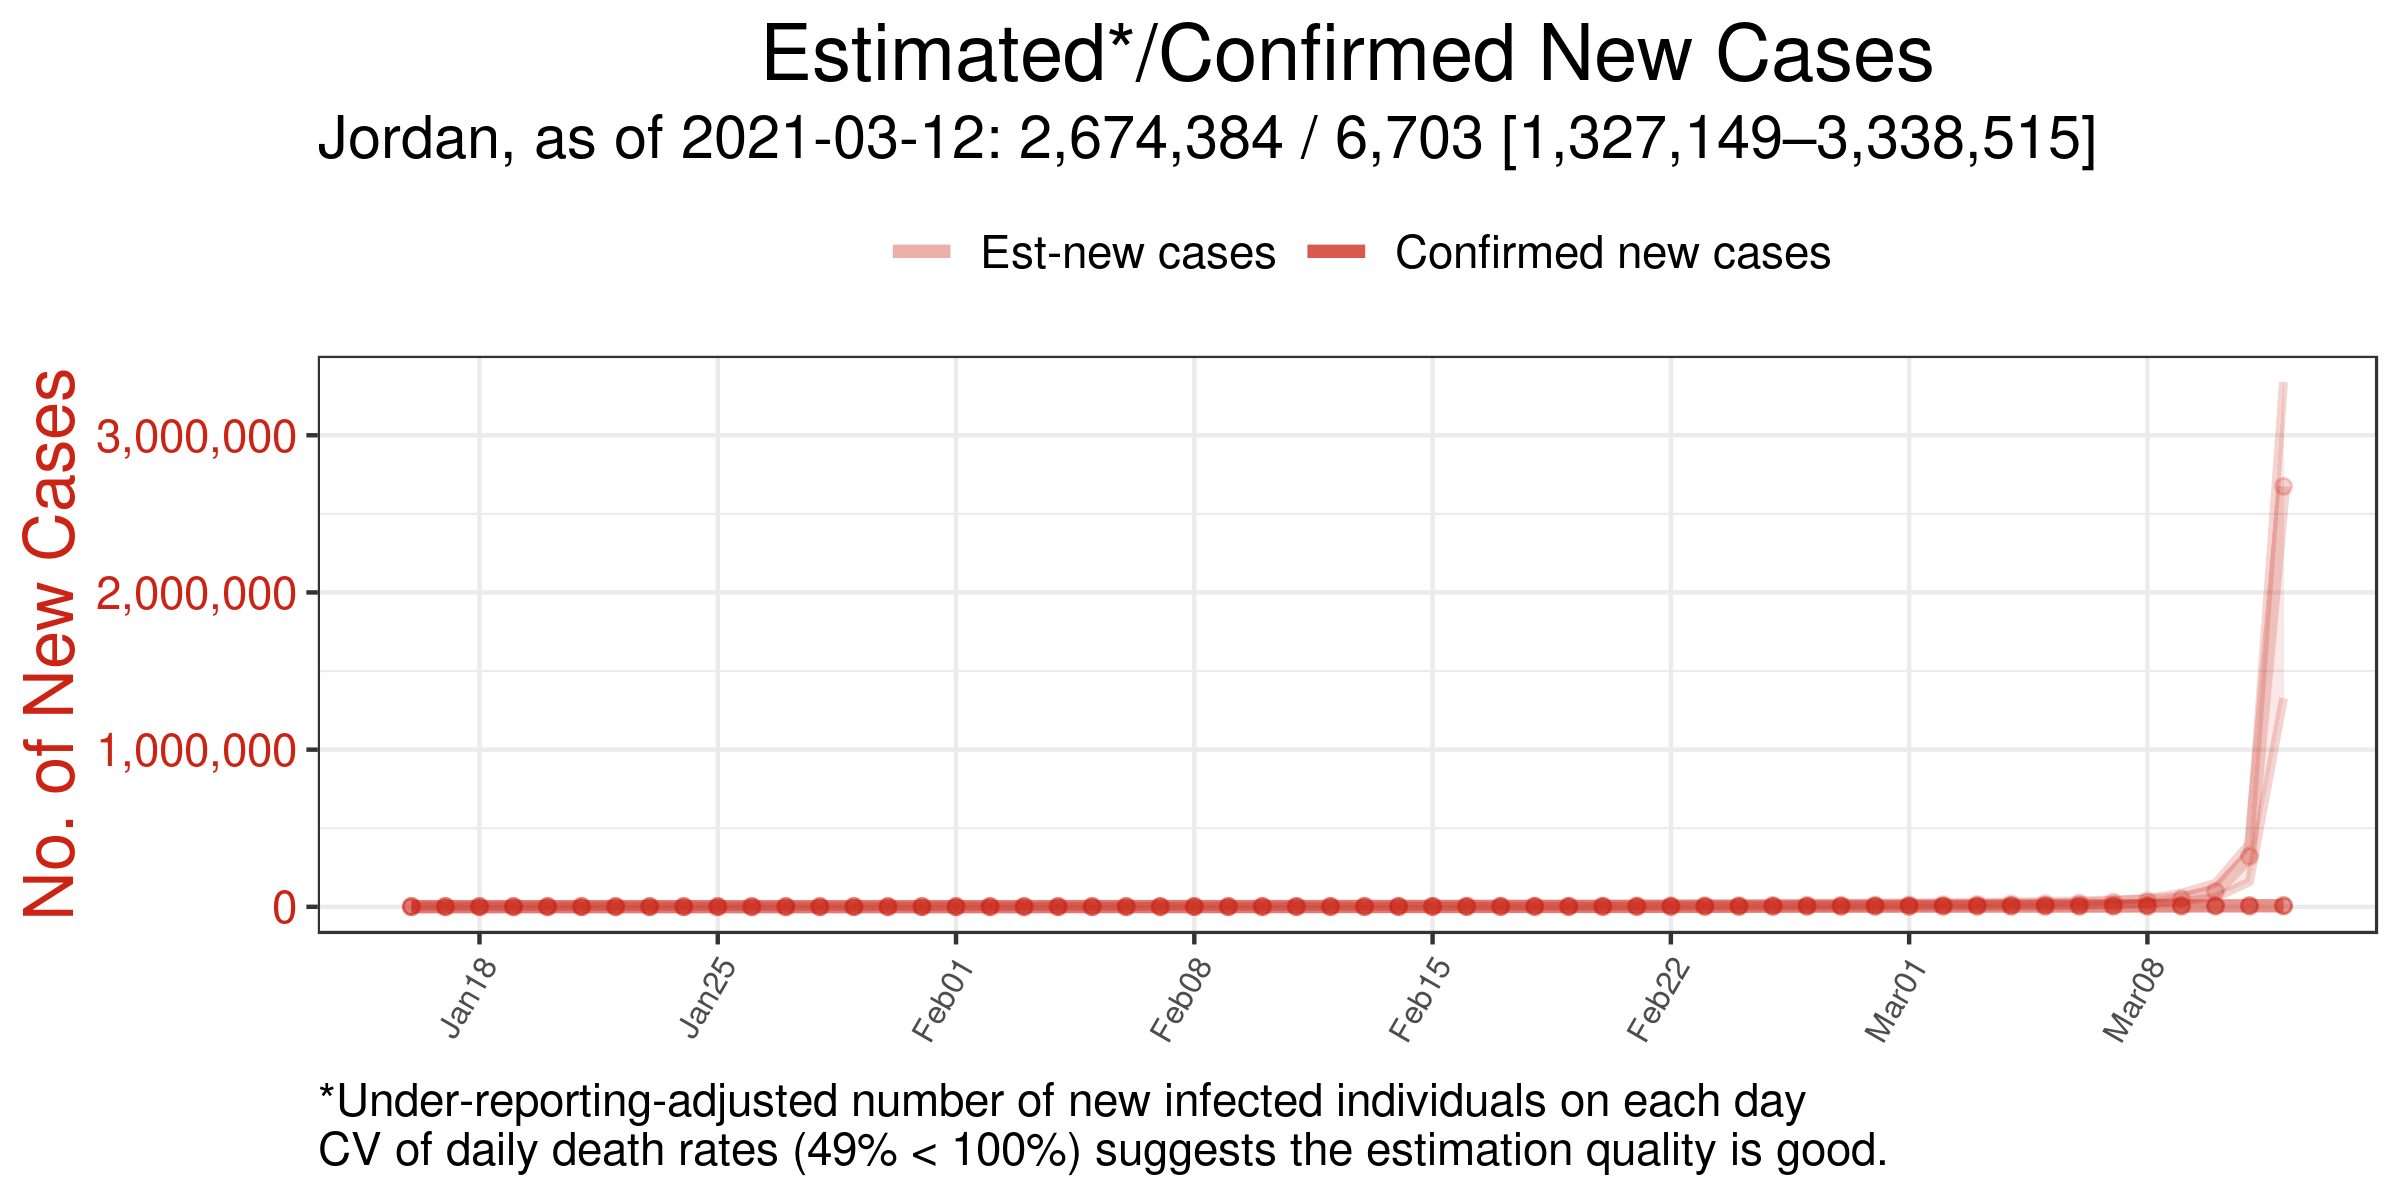 Estimated*/Confirmed New Cases
Jordan, as of 2021-03-12: 2,674,384 / 6,703 [1,327,149–3,338,515]
Est-new cases Confirmed new cases
No. of New Cases
3,000,000
2,000,000
1,000,000
0
Jan18 Jan25 Feb01 Feb08 Feb15 Feb22 Mar01 Mar08
*Under-reporting-adjusted number of new infected individuals on each day
CV of daily death rates (49% < 100%) suggests the estimation quality is good.